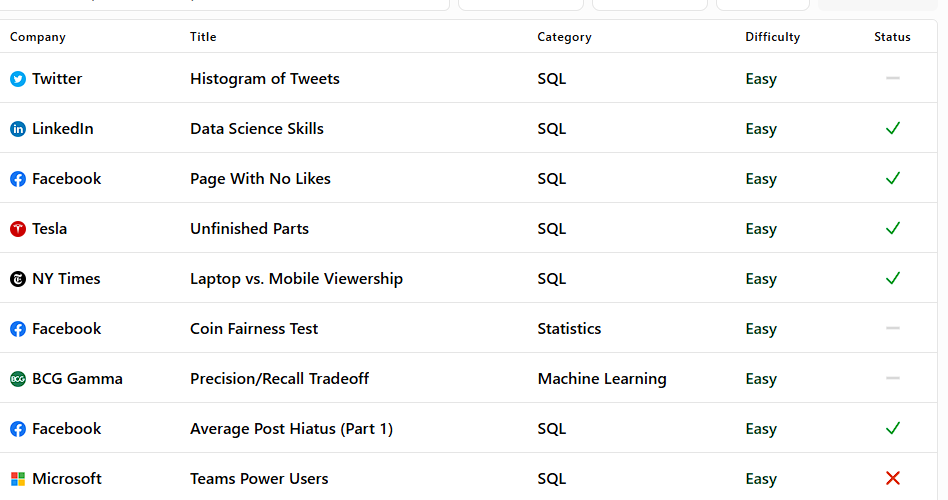 Company Title Category Difficulty Status
Twitter Histogram of Tweets SQL Easy
in LinkedIn Data Science Skills SQL Easy
Facebook Page With No Likes SQL Easy
Tesla Unfinished Parts SQL Easy
NY Times Laptop vs. Mobile Viewership SQL Easy
Facebook Coin Fairness Test Statistics Easy
BCG BCG Gamma Precision/Recall Tradeoff Machine Learning Easy
Facebook Average Post Hiatus (Part 1) SQL Easy
Microsoft Teams Power Users SQL Easy